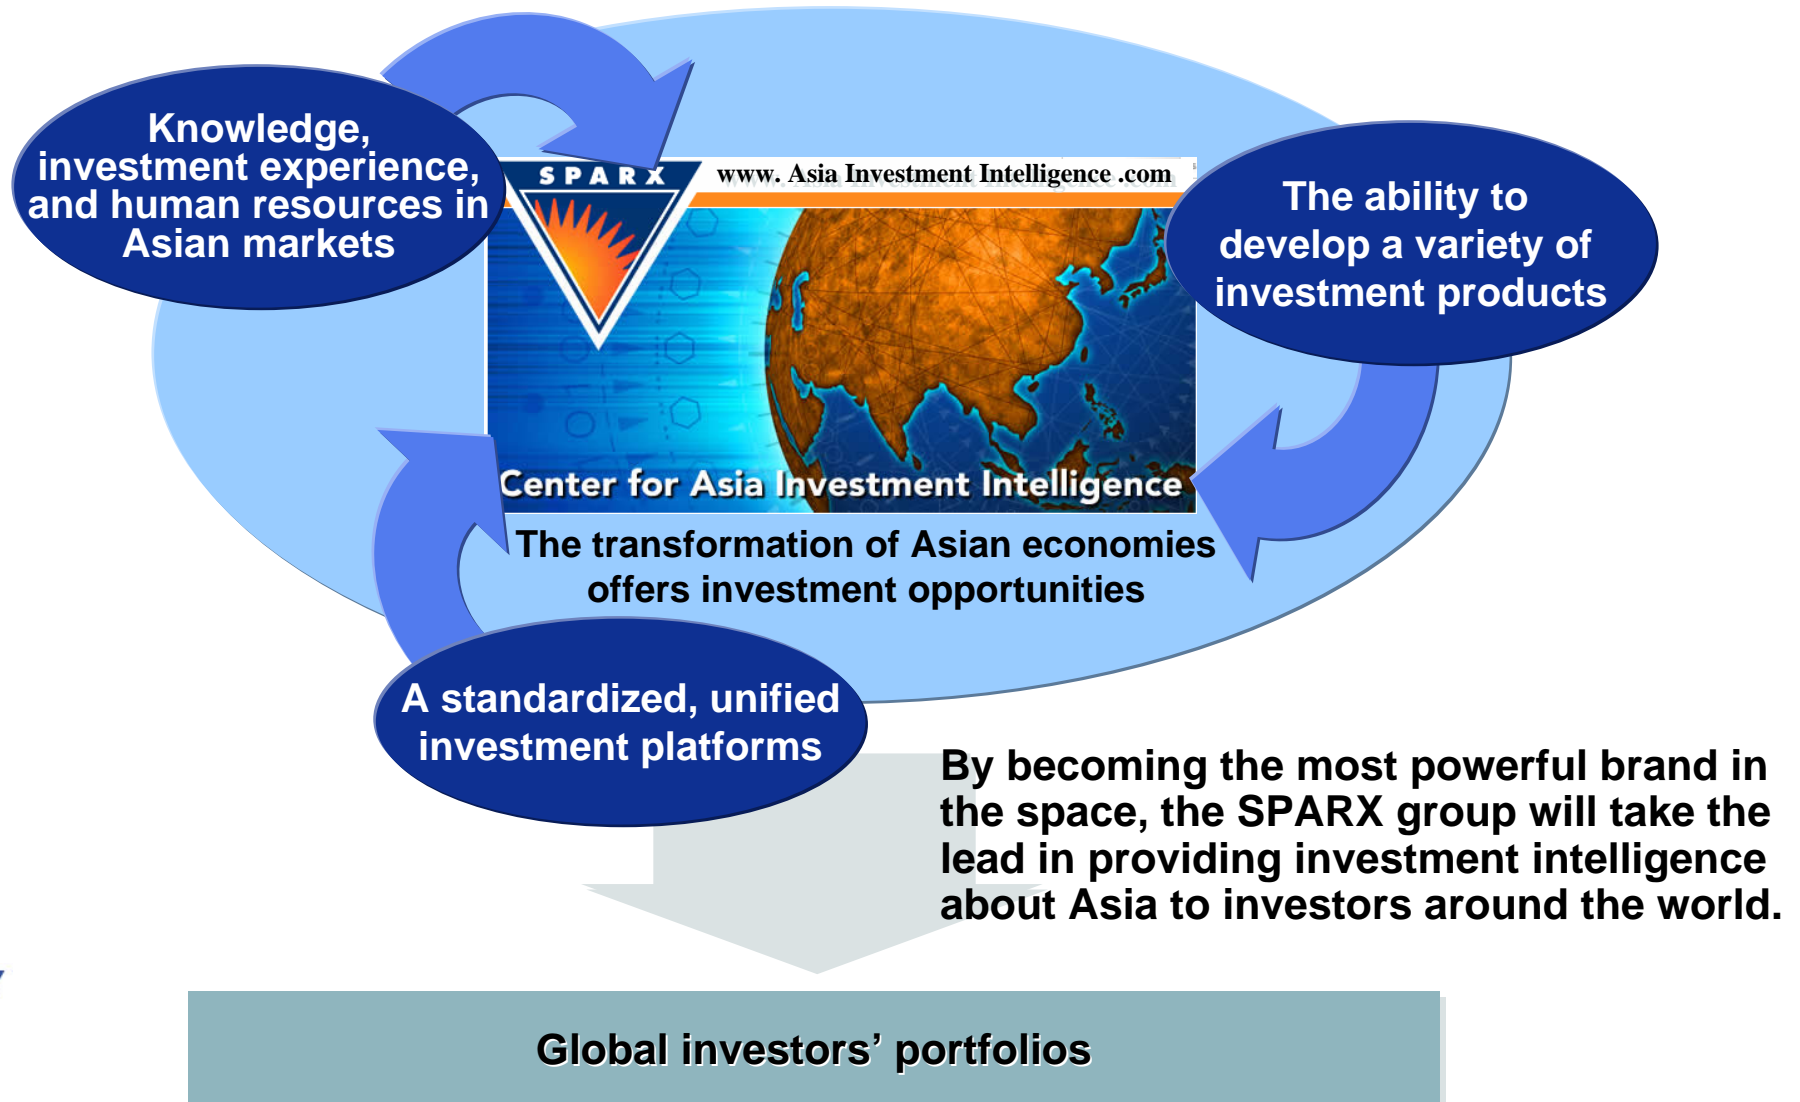 Knowledge,
investment experience,
and human resources in
Asian markets
SPARX
www. Asia Investment Intelligence .com
The ability to
develop a variety of
investment products
Center for Asia Investment Intelligence
The transformation of Asian economies
offers investment opportunities
A standardized, unified
investment platforms
By becoming the most powerful brand in
the space, the SPARX group will take the
lead in providing investment intelligence
about Asia to investors around the world.
Global investors’ portfolios